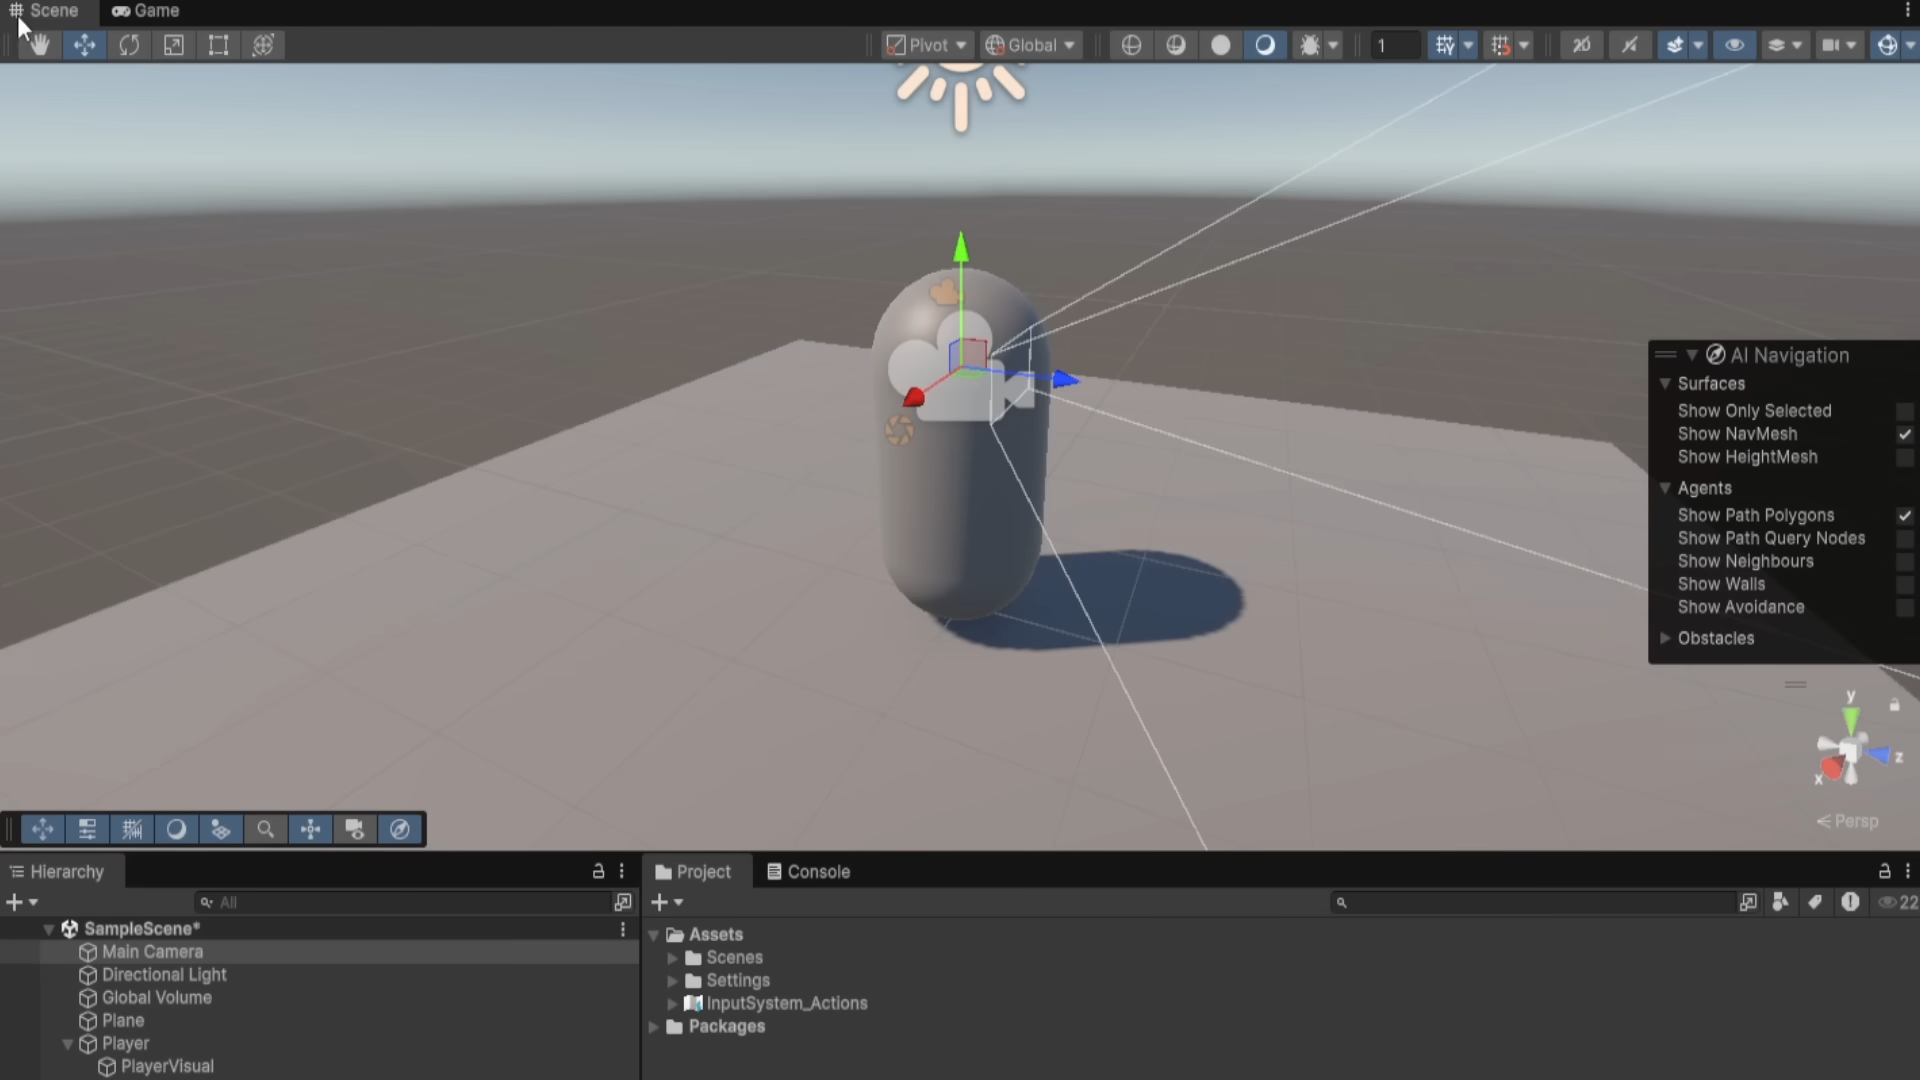 Scene
Game
Pivot
Global
1
2D
AI Navigation
Surfaces
Show Only Selected
Show NavMesh
Show HeightMesh
Agents
Show Path Polygons
Show Path Query Nodes
Show Neighbours
Show Walls
Show Avoidance
Obstacles
y
z
x
Persp
Hierarchy
All
SampleScene*
Main Camera
Directional Light
Global Volume
Plane
Player
PlayerVisual
Project
Console
22
Assets
Scenes
Settings
InputSystem_Actions
Packages